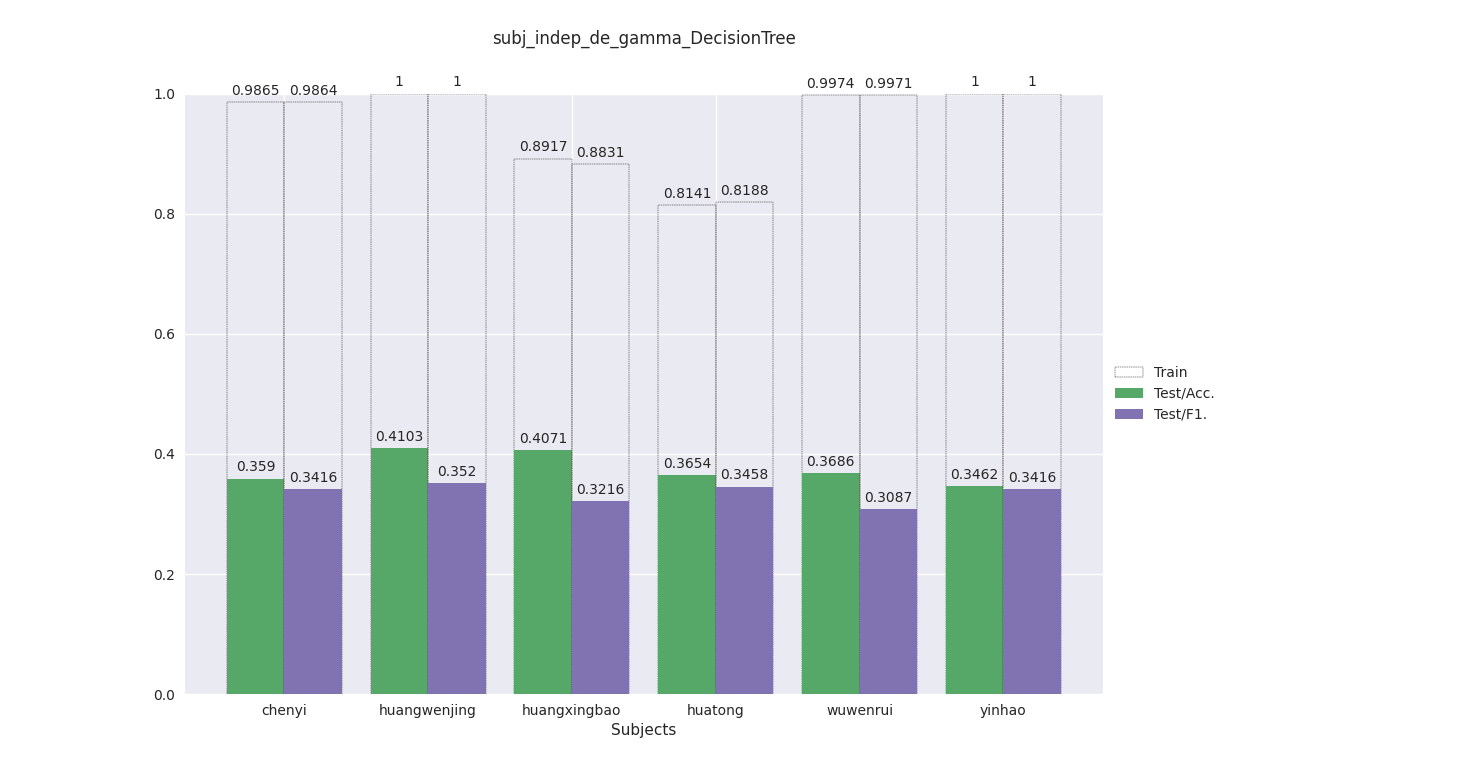 subj_indep_de_gamma_DecisionTree
0.9865 0.9864 1 1 0.8917 0.8831 0.8141 0.8188 0.9974 0.9971 1 1
1.0
0.8
0.6
0.4
0.2
0.0
0.359 0.3416 0.4103 0.352 0.4071 0.3216 0.3654 0.3458 0.3686 0.3087 0.3462 0.3416
chenyi huangwenjing huangxingbao huatong wuwenrui yinhao
Subjects
Train
Test/Acc.
Test/F1.